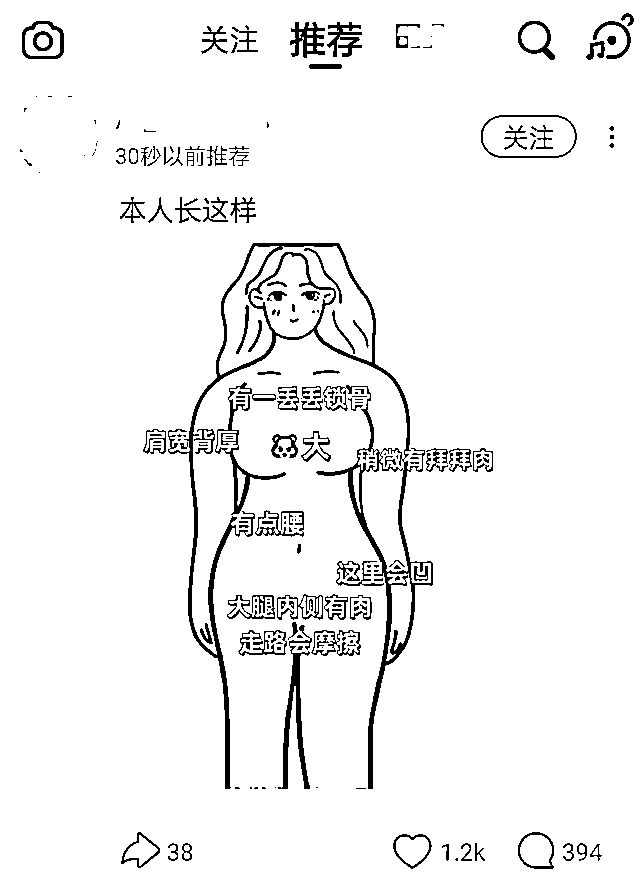 关注 推荐
30秒以前推荐
关注
本人长这样
有一丢丢锁骨
肩宽背厚
大
稍微有拜拜肉
有点腰
这里会凹
大腿内侧有肉
走路会摩擦
38
1.2k
394